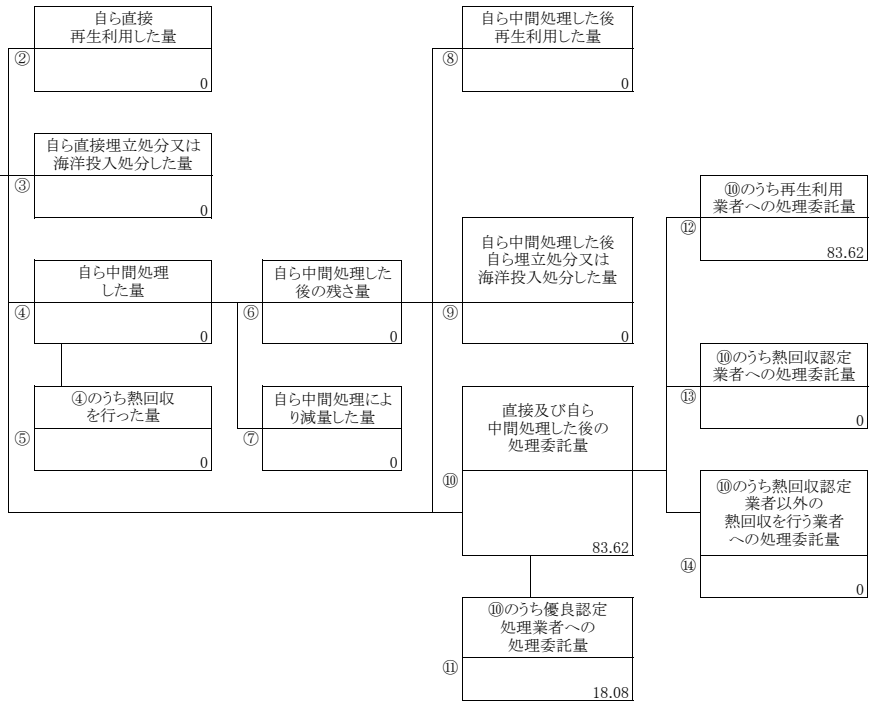 自ら直接
再生利用した量
②
0
自ら直接埋立処分又は
海洋投入処分した量
③
0
自ら中間処理
した量
④
0
④のうち熱回収
を行った量
⑤
0
自ら中間処理した
後の残さ量
⑥
0
自ら中間処理によ
り減量した量
⑦
0
自ら中間処理した後
再生利用した量
⑧
0
自ら中間処理した後
自ら埋立処分又は
海洋投入処分した量
⑨
0
直接及び自ら
中間処理した後の
処理委託量
⑩
83.62
⑩のうち優良認定
処理業者への
処理委託量
⑪
18.08
⑩のうち再生利用
業者への処理委託量
⑫
83.62
⑩のうち熱回収認定
業者への処理委託量
⑬
0
⑩のうち熱回収認定
業者以外の
熱回収を行う業者
への処理委託量
⑭
0